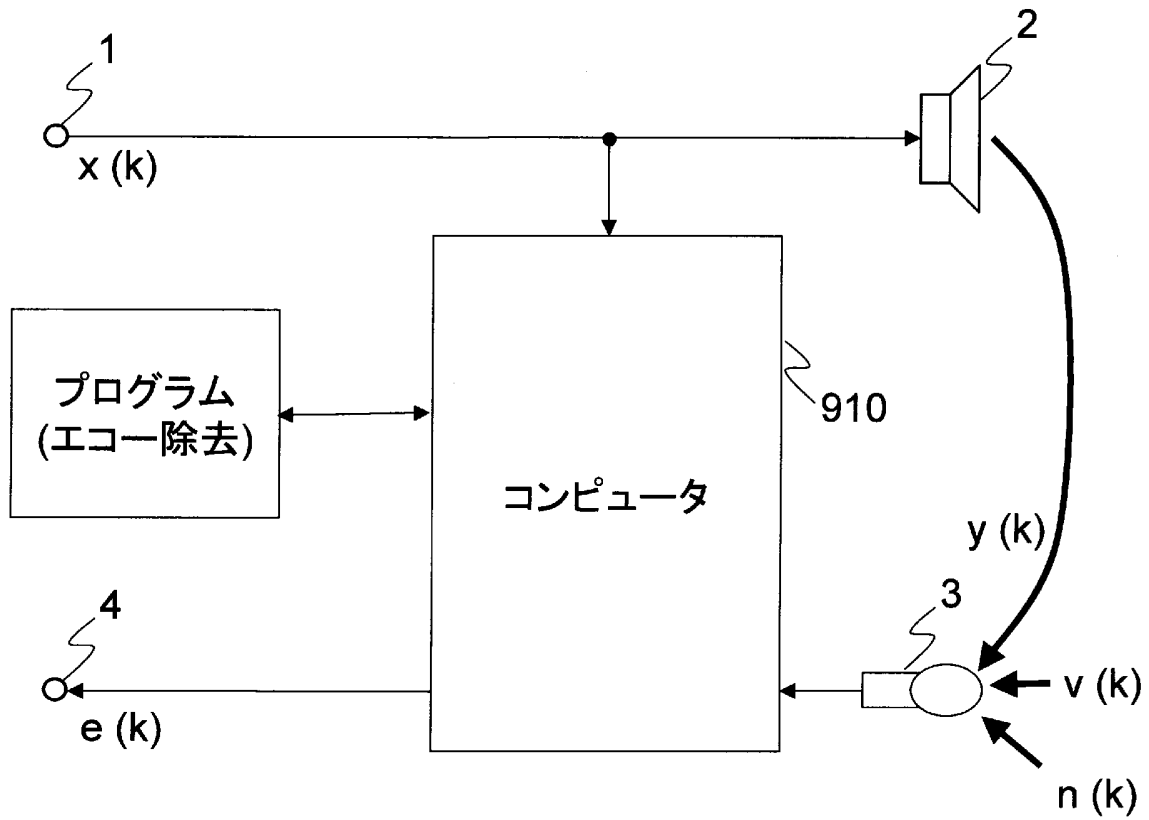 1
2
x (k)
プログラム
(エコー除去)
910
コンピュータ
y (k)
4
3
v (k)
e (k)
n (k)